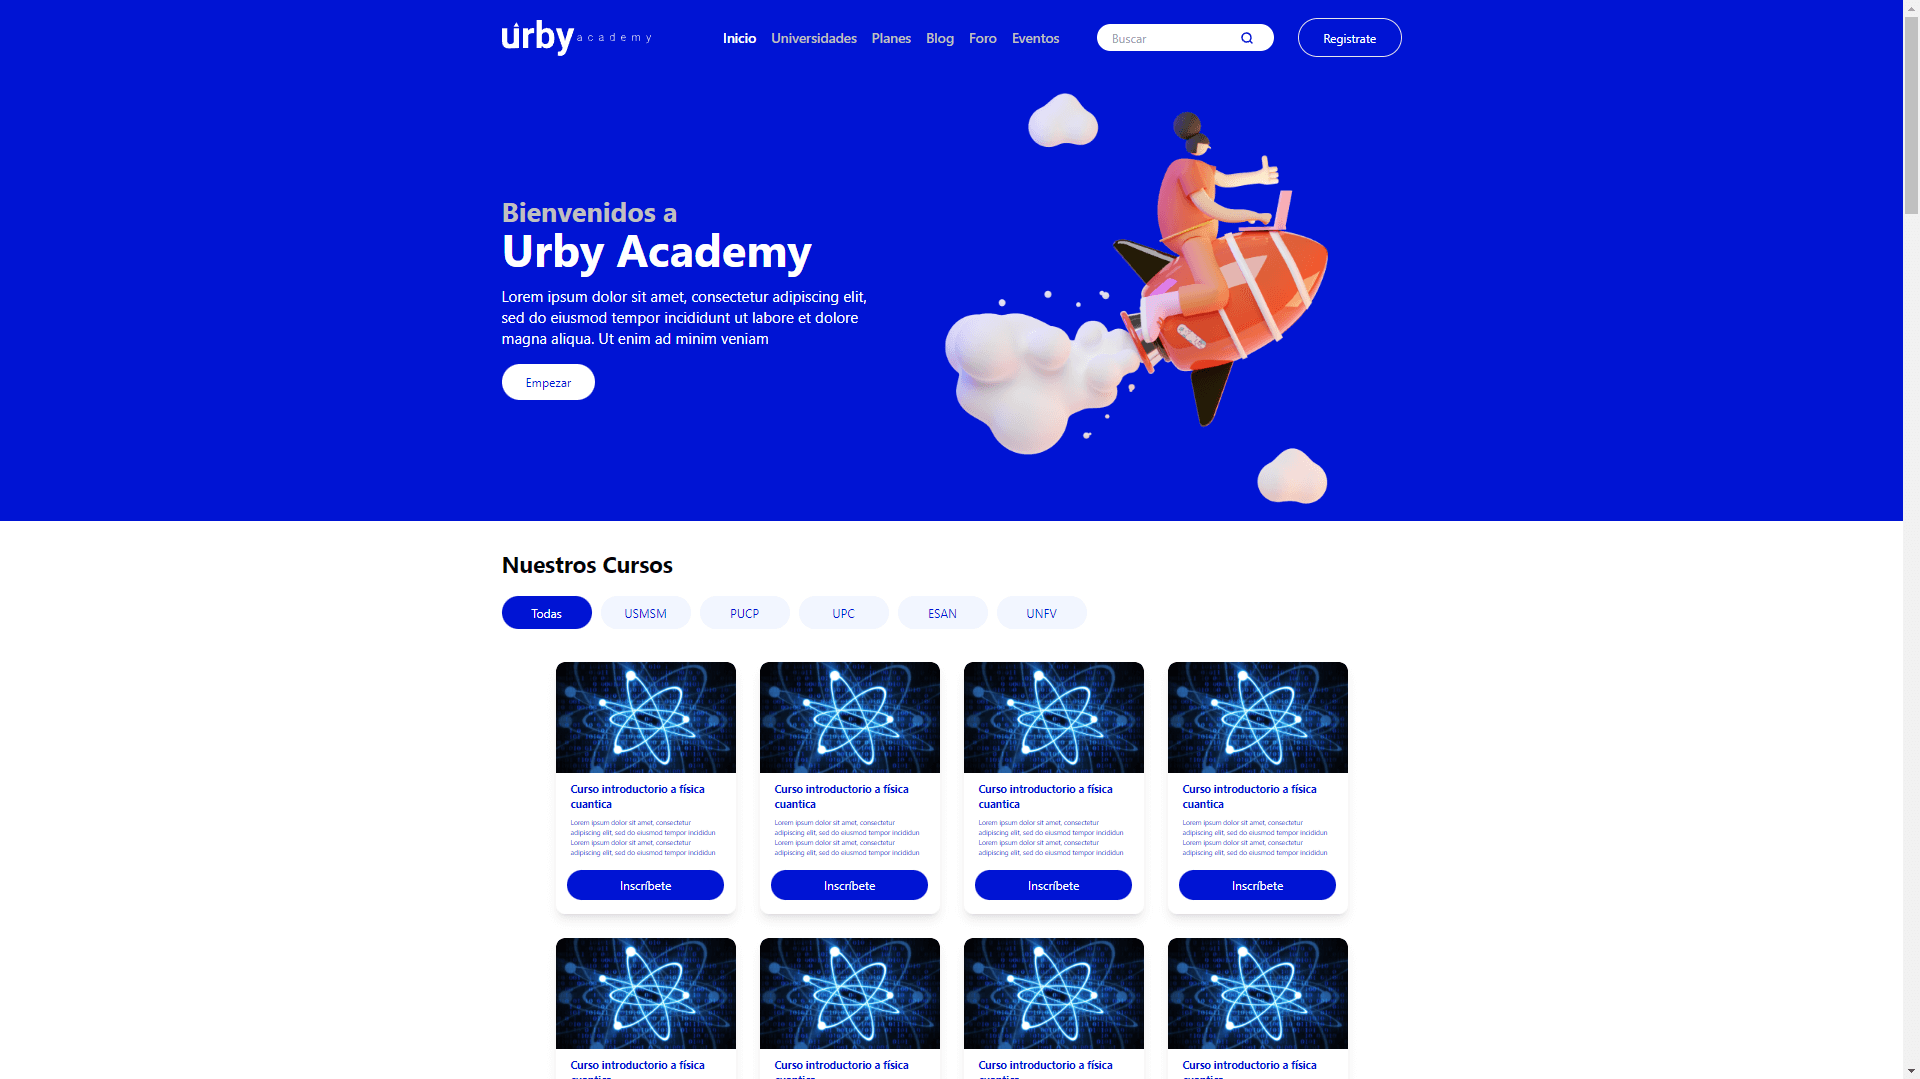 urby academy
Inicio Universidades Planes Blog Foro Eventos
Buscar
Registrate
Bienvenidos a
Urby Academy
Lorem ipsum dolor sit amet, consectetur adipiscing elit,
sed do eiusmod tempor incididunt ut labore et dolore
magna aliqua. Ut enim ad minim veniam
Empezar
Nuestros Cursos
Todas USMSM PUCP UPC ESAN UNFV
Curso introductorio a física
cuantica
Lorem ipsum dolor sit amet, consectetur
adipiscing elit, sed do eiusmod tempor incididun
Lorem ipsum dolor sit amet, consectetur
adipiscing elit, sed do eiusmod tempor incididun
Inscríbete
Curso introductorio a física
cuantica
Lorem ipsum dolor sit amet, consectetur
adipiscing elit, sed do eiusmod tempor incididun
Lorem ipsum dolor sit amet, consectetur
adipiscing elit, sed do eiusmod tempor incididun
Inscríbete
Curso introductorio a física
cuantica
Lorem ipsum dolor sit amet, consectetur
adipiscing elit, sed do eiusmod tempor incididun
Lorem ipsum dolor sit amet, consectetur
adipiscing elit, sed do eiusmod tempor incididun
Inscríbete
Curso introductorio a física
cuantica
Lorem ipsum dolor sit amet, consectetur
adipiscing elit, sed do eiusmod tempor incididun
Lorem ipsum dolor sit amet, consectetur
adipiscing elit, sed do eiusmod tempor incididun
Inscríbete
Curso introductorio a física
cuantica
Curso introductorio a física
cuantica
Curso introductorio a física
cuantica
Curso introductorio a física
cuantica